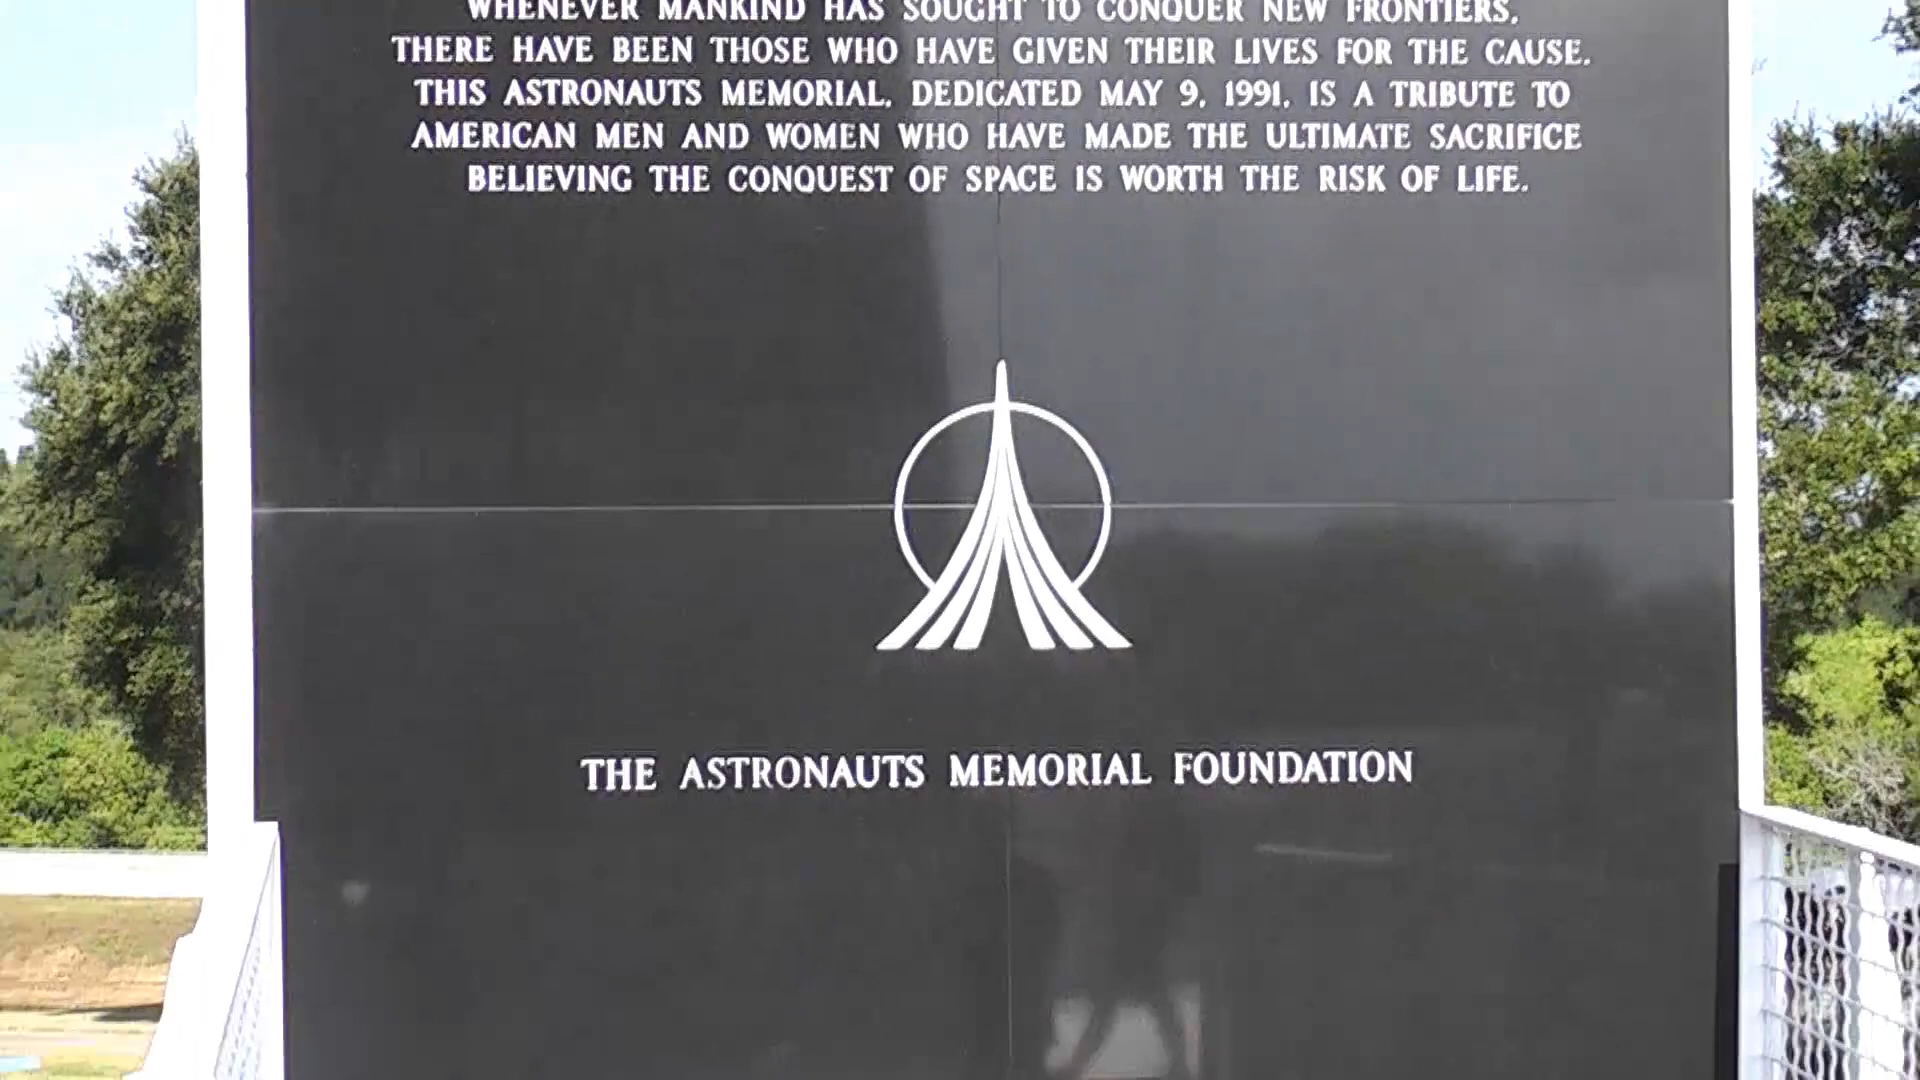 WHENEVER MANKIND HAS SOUGHT TO CONQUER NEW FRONTIERS,
THERE HAVE BEEN THOSE WHO HAVE GIVEN THEIR LIVES FOR THE CAUSE.
THIS ASTRONAUTS MEMORIAL, DEDICATED MAY 9, 1991, IS A TRIBUTE TO
AMERICAN MEN AND WOMEN WHO HAVE MADE THE ULTIMATE SACRIFICE
BELIEVING THE CONQUEST OF SPACE IS WORTH THE RISK OF LIFE.
THE ASTRONAUTS MEMORIAL FOUNDATION